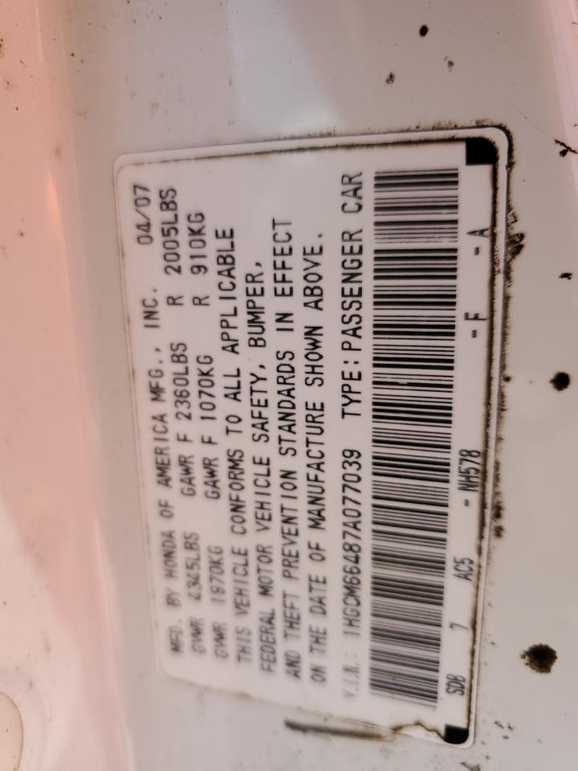 MFD. BY HONDA OF AMERICA MFG., INC. 04/07
GVWR 4345LBS GAWR F 2360LBS R 2005LBS
GVWR 1970KG GAWR F 1070KG R 910KG
THIS VEHICLE CONFORMS TO ALL APPLICABLE
FEDERAL MOTOR VEHICLE SAFETY, BUMPER,
AND THEFT PREVENTION STANDARDS IN EFFECT
ON THE DATE OF MANUFACTURE SHOWN ABOVE.
V.I.N.: 1HGCM66487A077039 TYPE:PASSENGER CAR
SDB 7 AC5 - NH578 -F -A